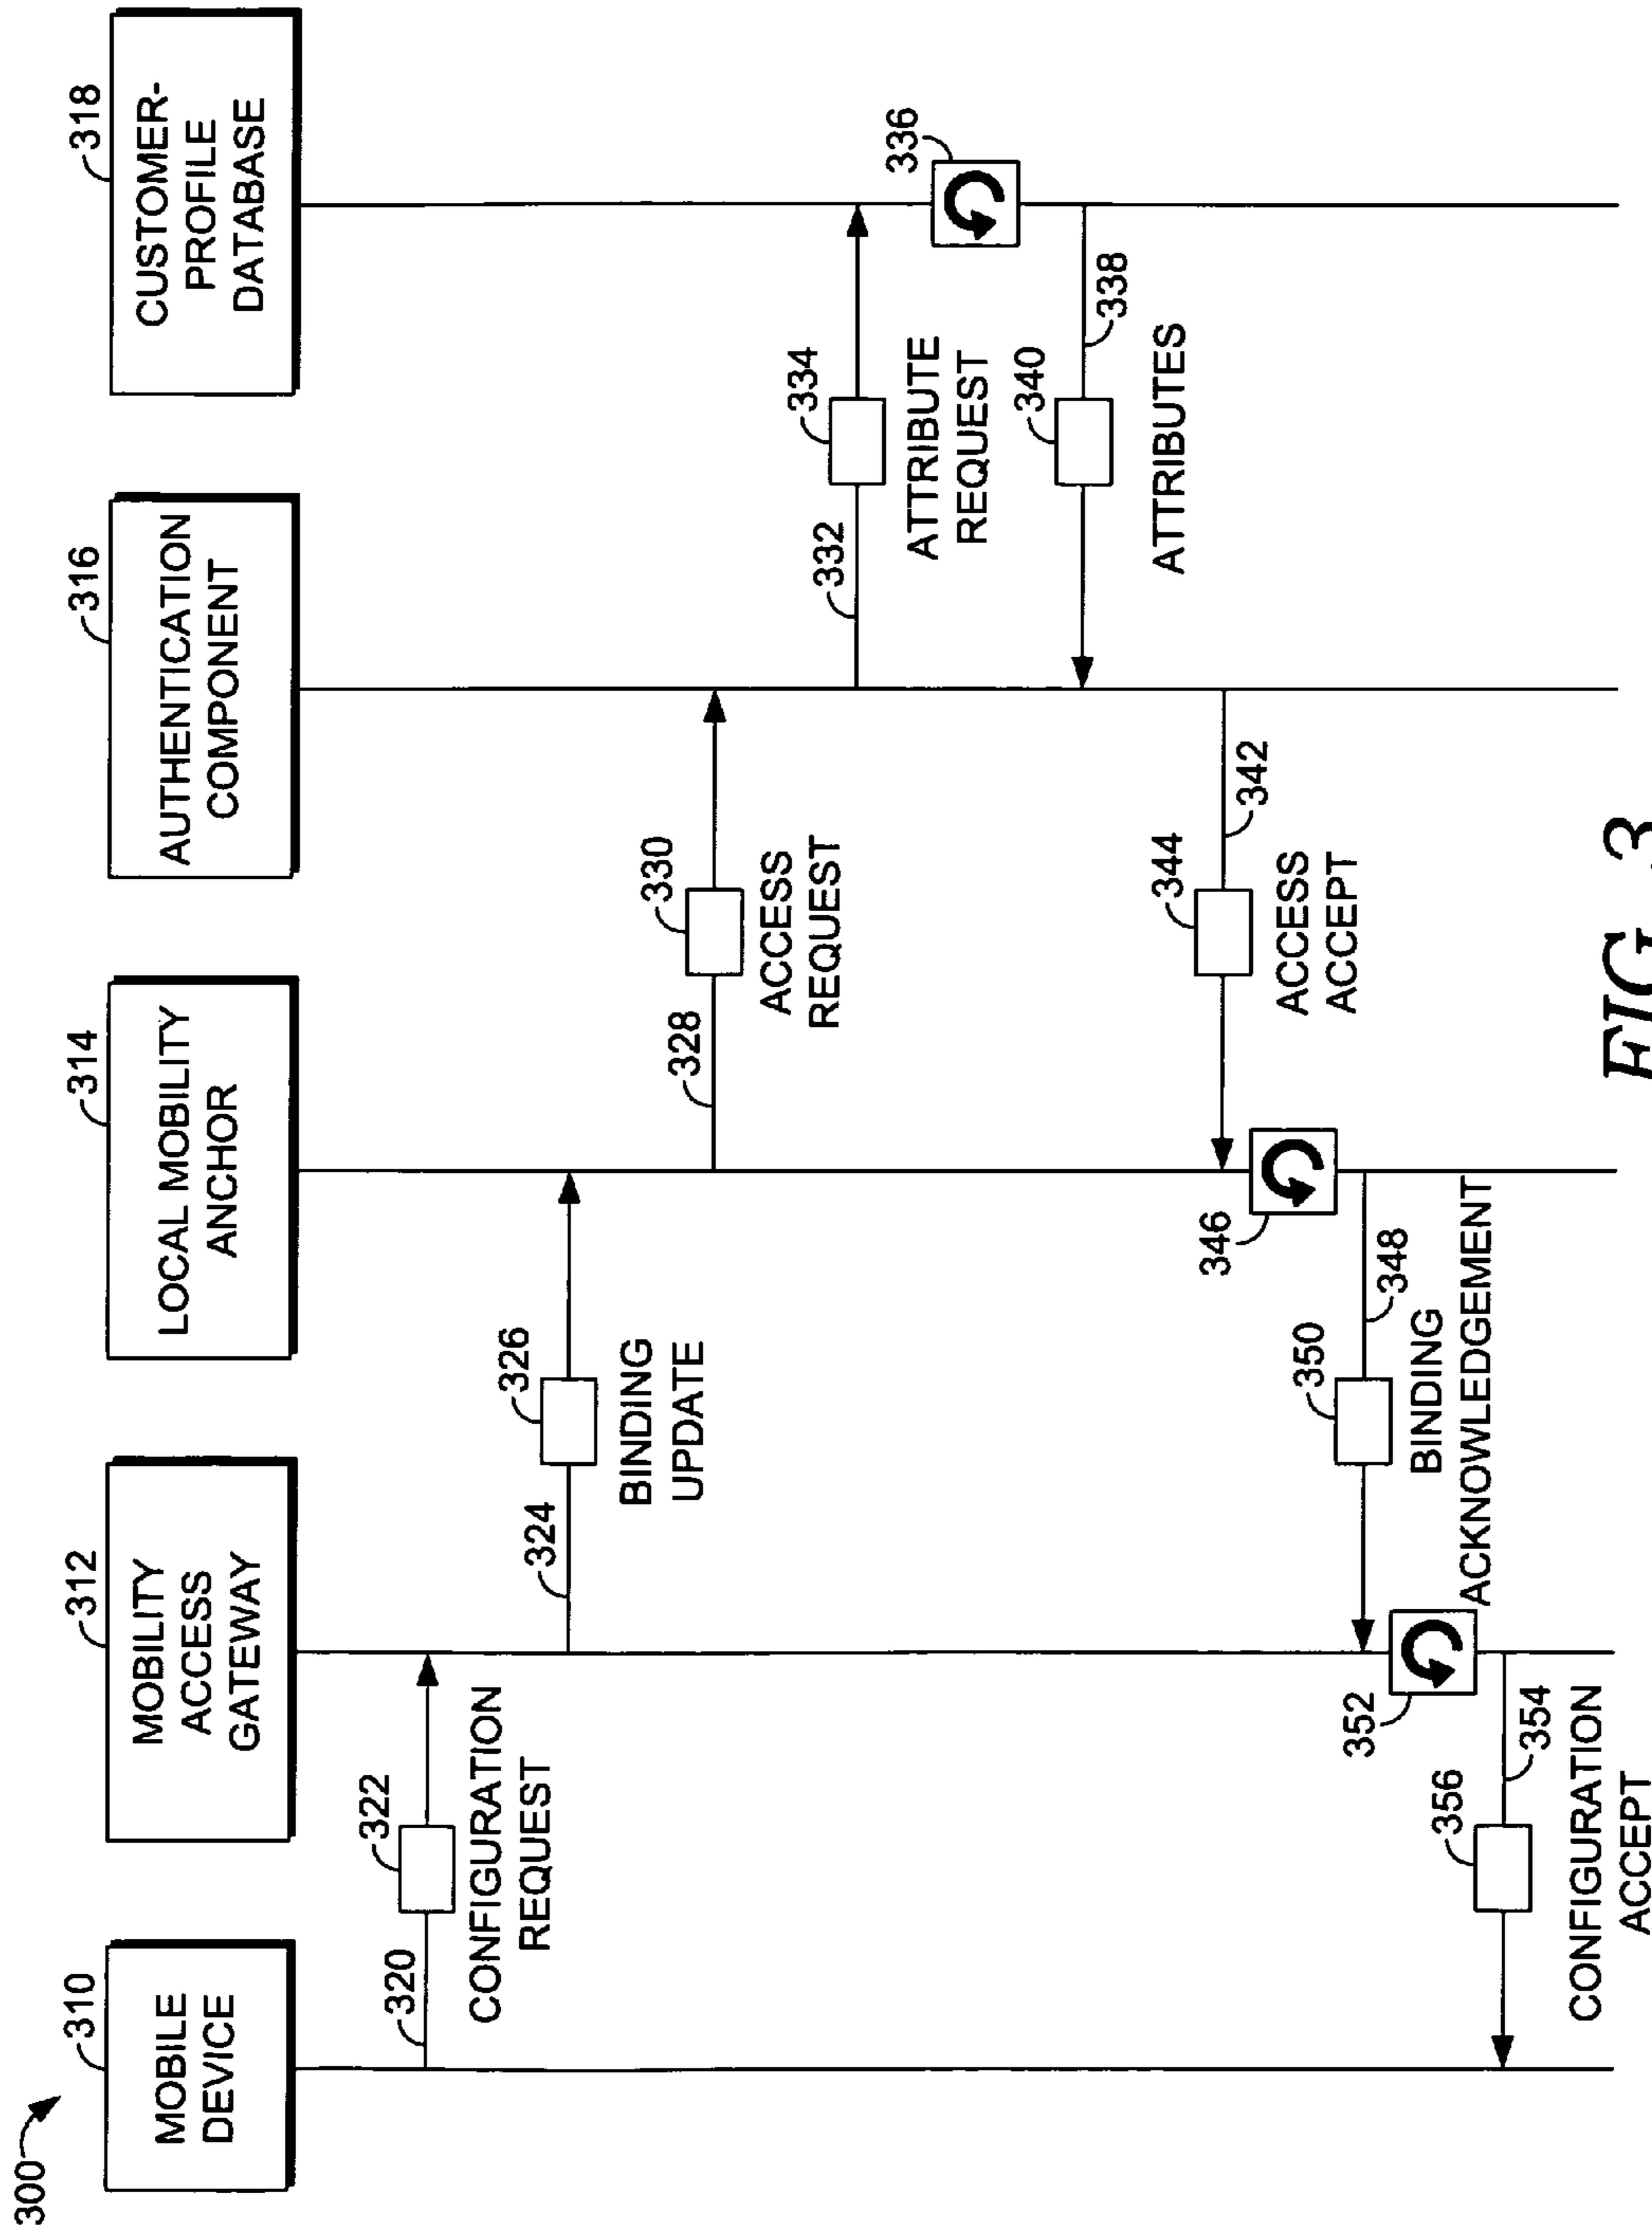 300
310
MOBILE
DEVICE
312
MOBILITY
ACCESS
GATEWAY
314
LOCAL MOBILITY
ANCHOR
316
AUTHENTICATION
COMPONENT
318
CUSTOMER-
PROFILE
DATABASE
320
322
CONFIGURATION
REQUEST
324
326
BINDING
UPDATE
328
330
ACCESS
REQUEST
332
334
ATTRIBUTE
REQUEST
336
338
340
ATTRIBUTES
342
344
ACCESS
ACCEPT
346
348
350
BINDING
ACKNOWLEDGEMENT
352
354
356
CONFIGURATION
ACCEPT
FIG. 3